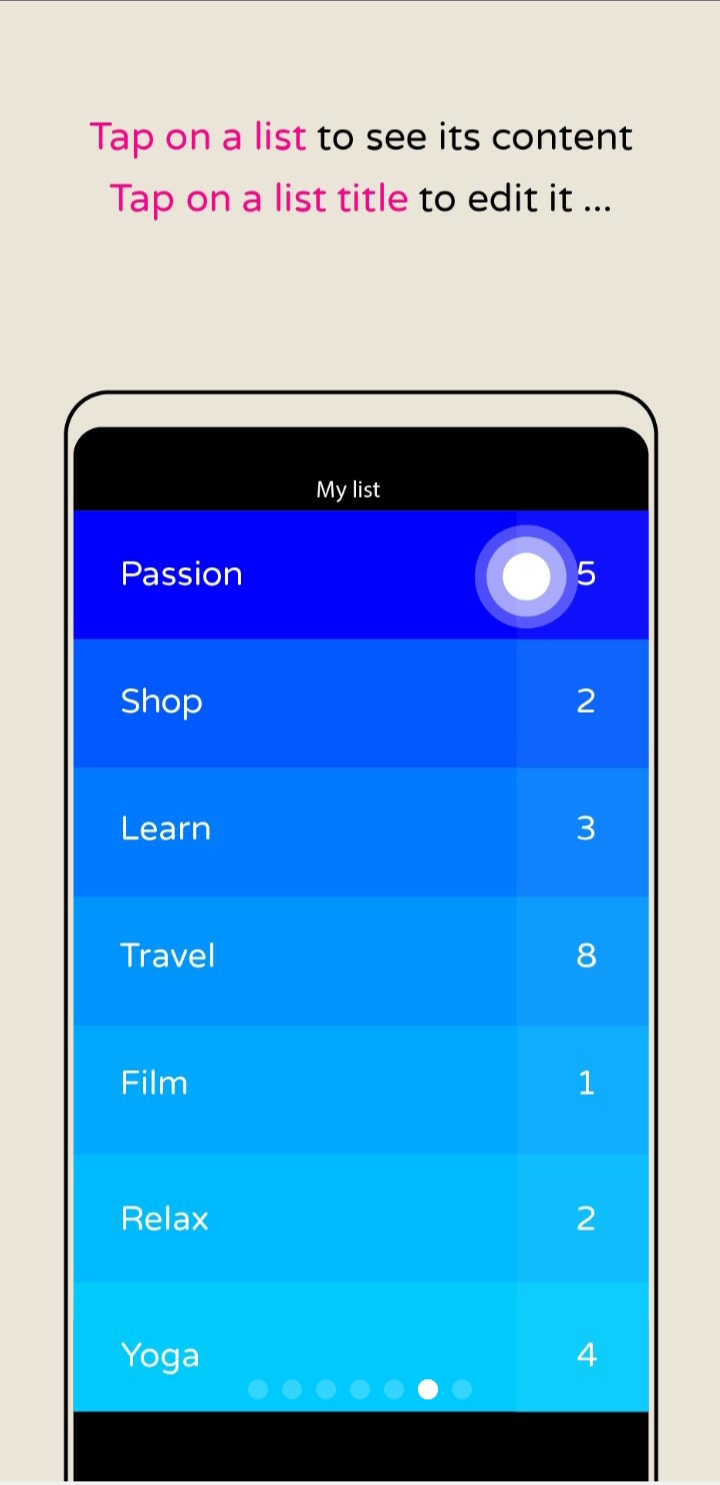 Tap on a list to see its content
Tap on a list title to edit it ...
My list
Passion 5
Shop 2
Learn 3
Travel 8
Film 1
Relax 2
Yoga 4